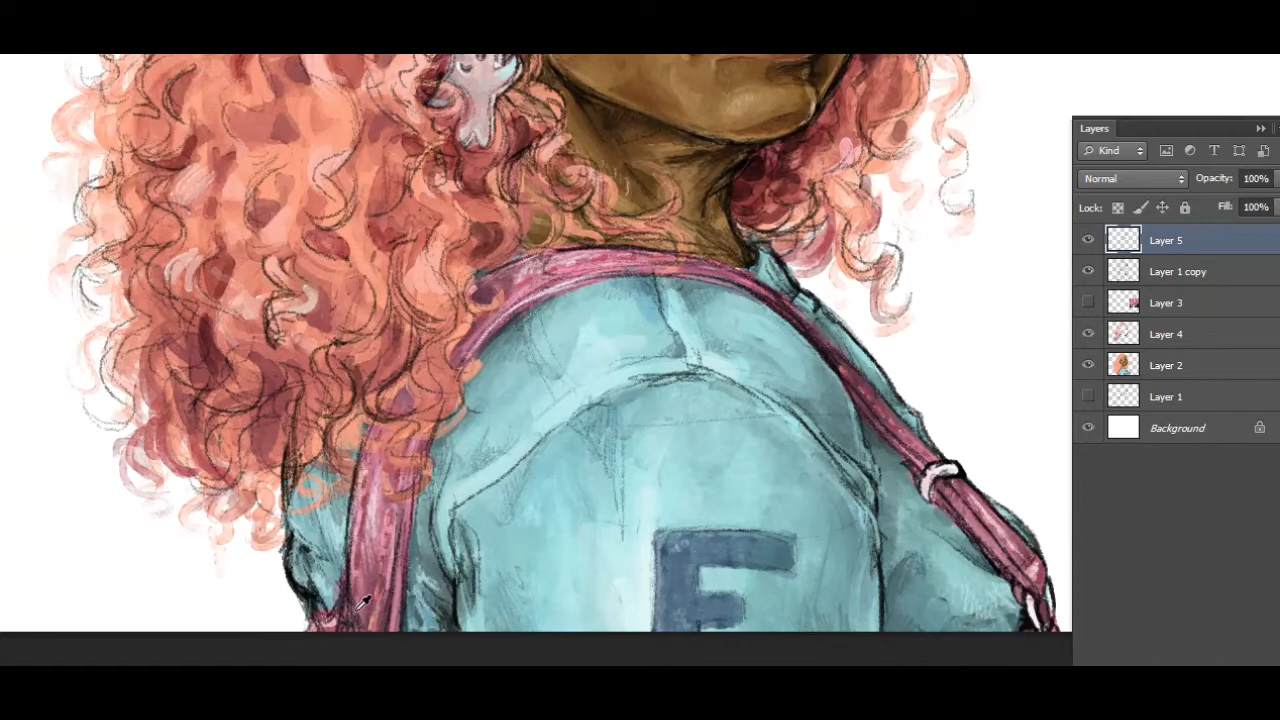 Layers
Kind
Normal Opacity: 100%
Lock: Fill: 100%
Layer 5
Layer 1 copy
Layer 3
Layer 4
Layer 2
Layer 1
Background
E